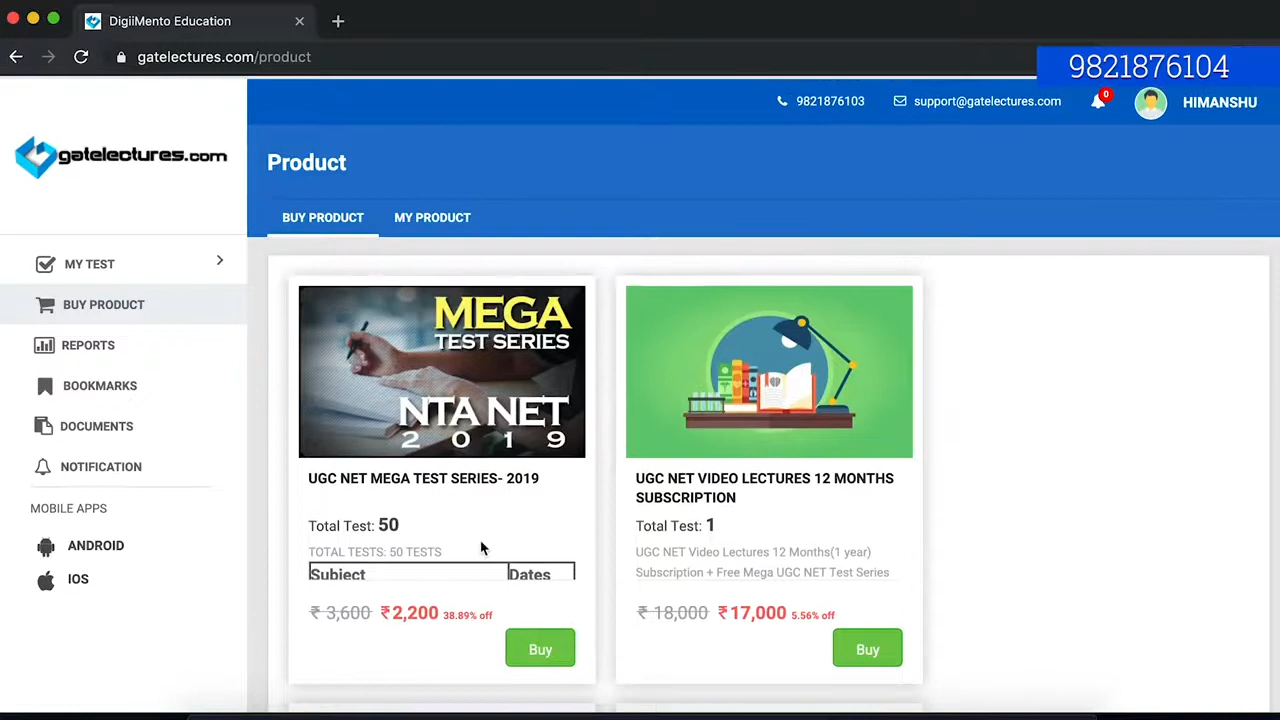 DigiiMento Education
gatelectures.com/product
9821876104
9821876103
support@gatelectures.com
0
HIMANSHU
gatelectures.com
Product
BUY PRODUCT
MY PRODUCT
MY TEST
BUY PRODUCT
REPORTS
BOOKMARKS
DOCUMENTS
NOTIFICATION
MOBILE APPS
ANDROID
IOS
MEGA
TEST SERIES
NTA NET
2019
UGC NET MEGA TEST SERIES- 2019
Total Test: 50
TOTAL TESTS: 50 TESTS
Subject Dates
₹ 3,600 ₹2,200 38.89% off
Buy
UGC NET VIDEO LECTURES 12 MONTHS
SUBSCRIPTION
Total Test: 1
UGC NET Video Lectures 12 Months(1 year)
Subscription + Free Mega UGC NET Test Series
₹ 18,000 ₹17,000 5.56% off
Buy